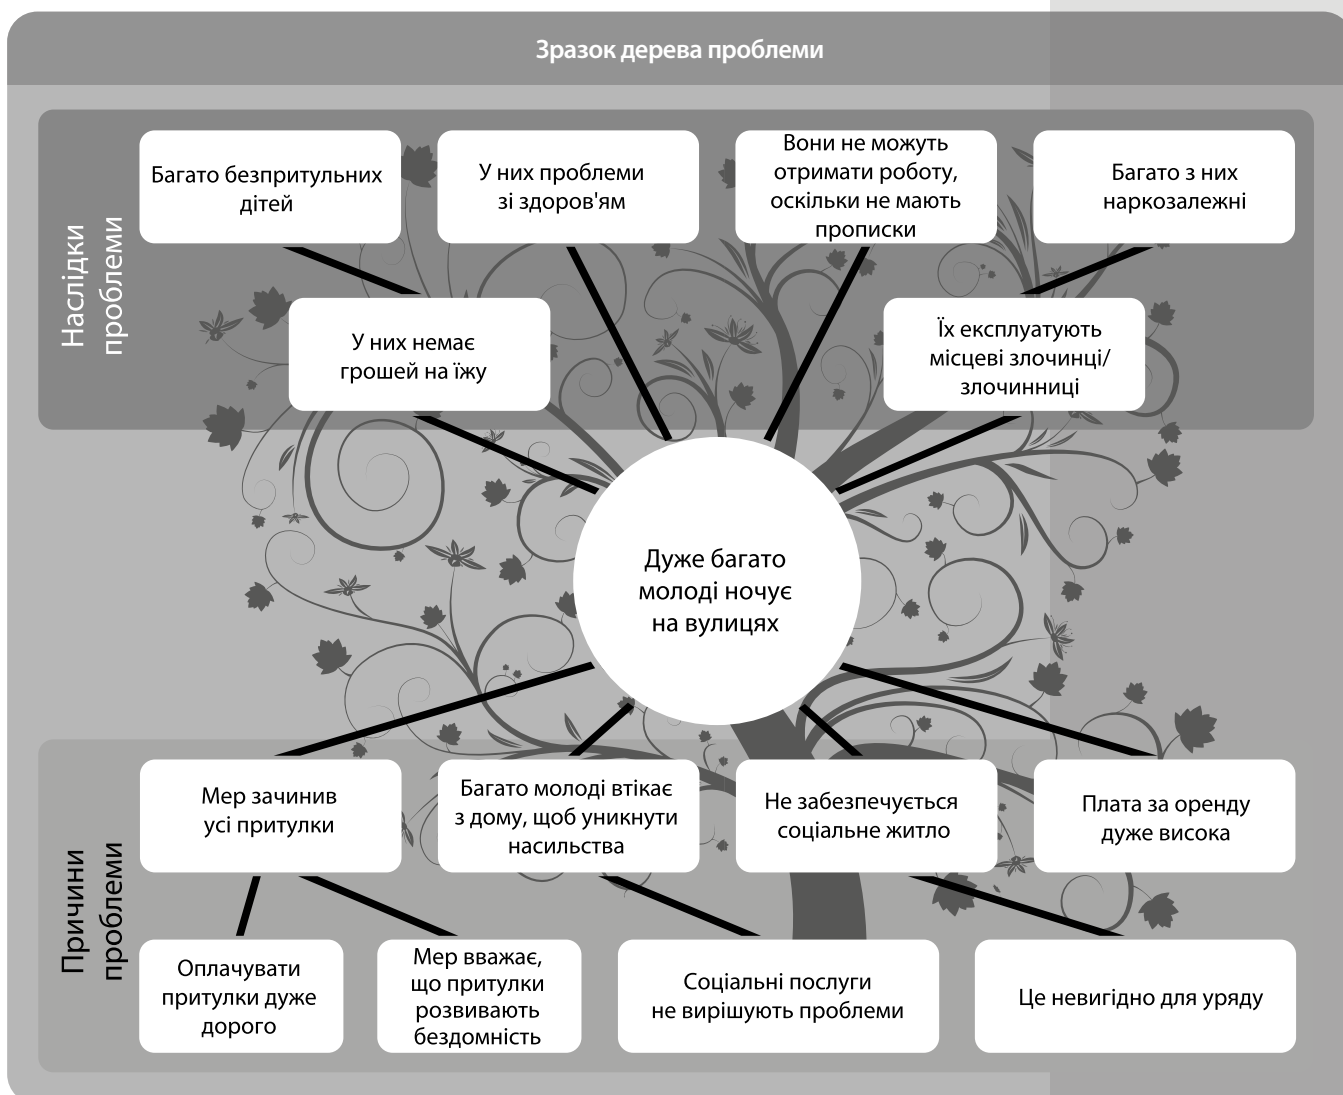 Зразок дерева проблеми
Наслідки
проблеми
Багато безпритульних
дітей
У них проблеми
зі здоров'ям
Вони не можуть
отримати роботу,
оскільки не мають
прописки
Багато з них
наркозалежні
У них немає
грошей на їжу
Їх експлуатують
місцеві злочинці/
злочинниці
Дуже багато
молоді ночує
на вулицях
Причини
проблеми
Мер зачинив
усі притулки
Багато молоді втікає
з дому, щоб уникнути
насильства
Не забезпечується
соціальне житло
Плата за оренду
дуже висока
Оплачувати
притулки дуже
дорого
Мер вважає,
що притулки
розвивають
бездомність
Соціальні послуги
не вирішують проблеми
Це невигідно для уряду